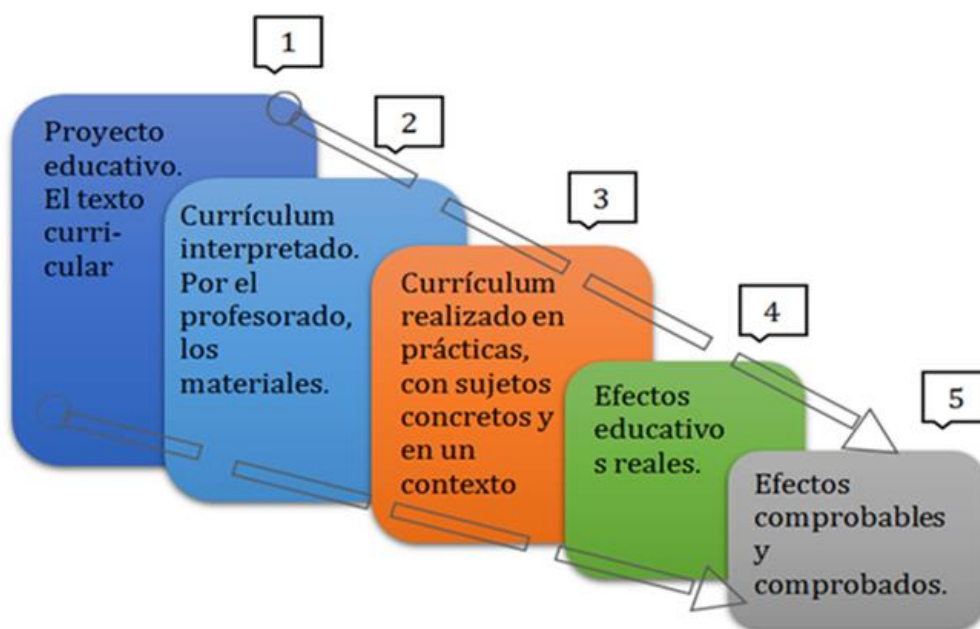 1
Proyecto
educativo.
El texto
curri-
cular
2
Currículum
interpretado.
Por el
profesorado,
los
materiales.
3
Currículum
realizado en
prácticas,
con sujetos
concretos y
en un
contexto
4
Efectos
educativo
s reales.
5
Efectos
comprobables
y
comprobados.